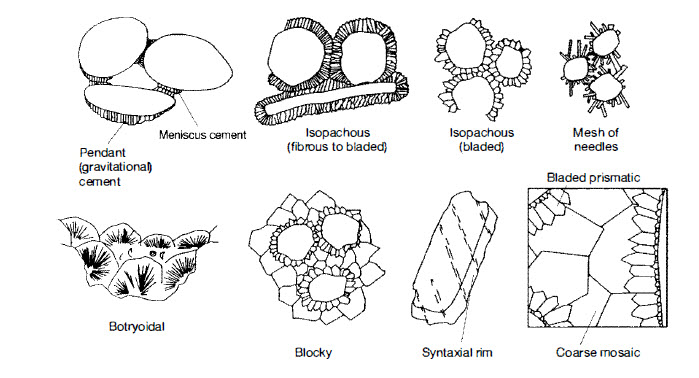 Pendant
(gravitational)
cement
Meniscus cement
Isopachous
(fibrous to bladed)
Isopachous
(bladed)
Mesh of
needles
Bladed prismatic
Botryoidal
Blocky
Syntaxial rim
Coarse mosaic